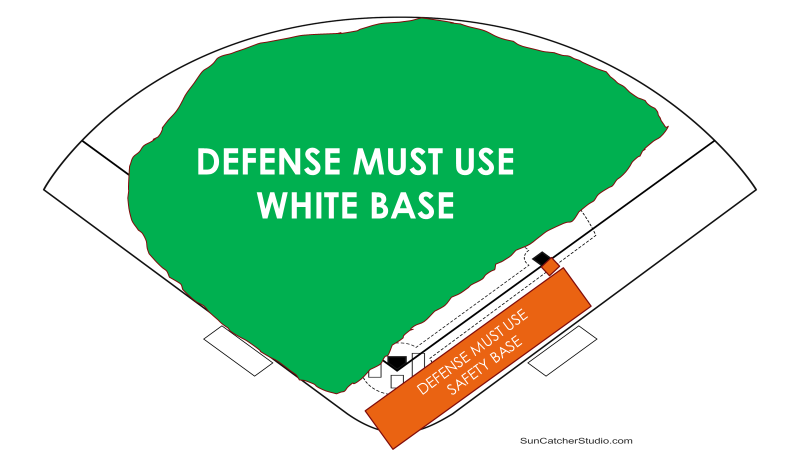 DEFENSE MUST USE
WHITE BASE
DEFENSE MUST USE
SAFETY BASE
SunCatcherStudio.com